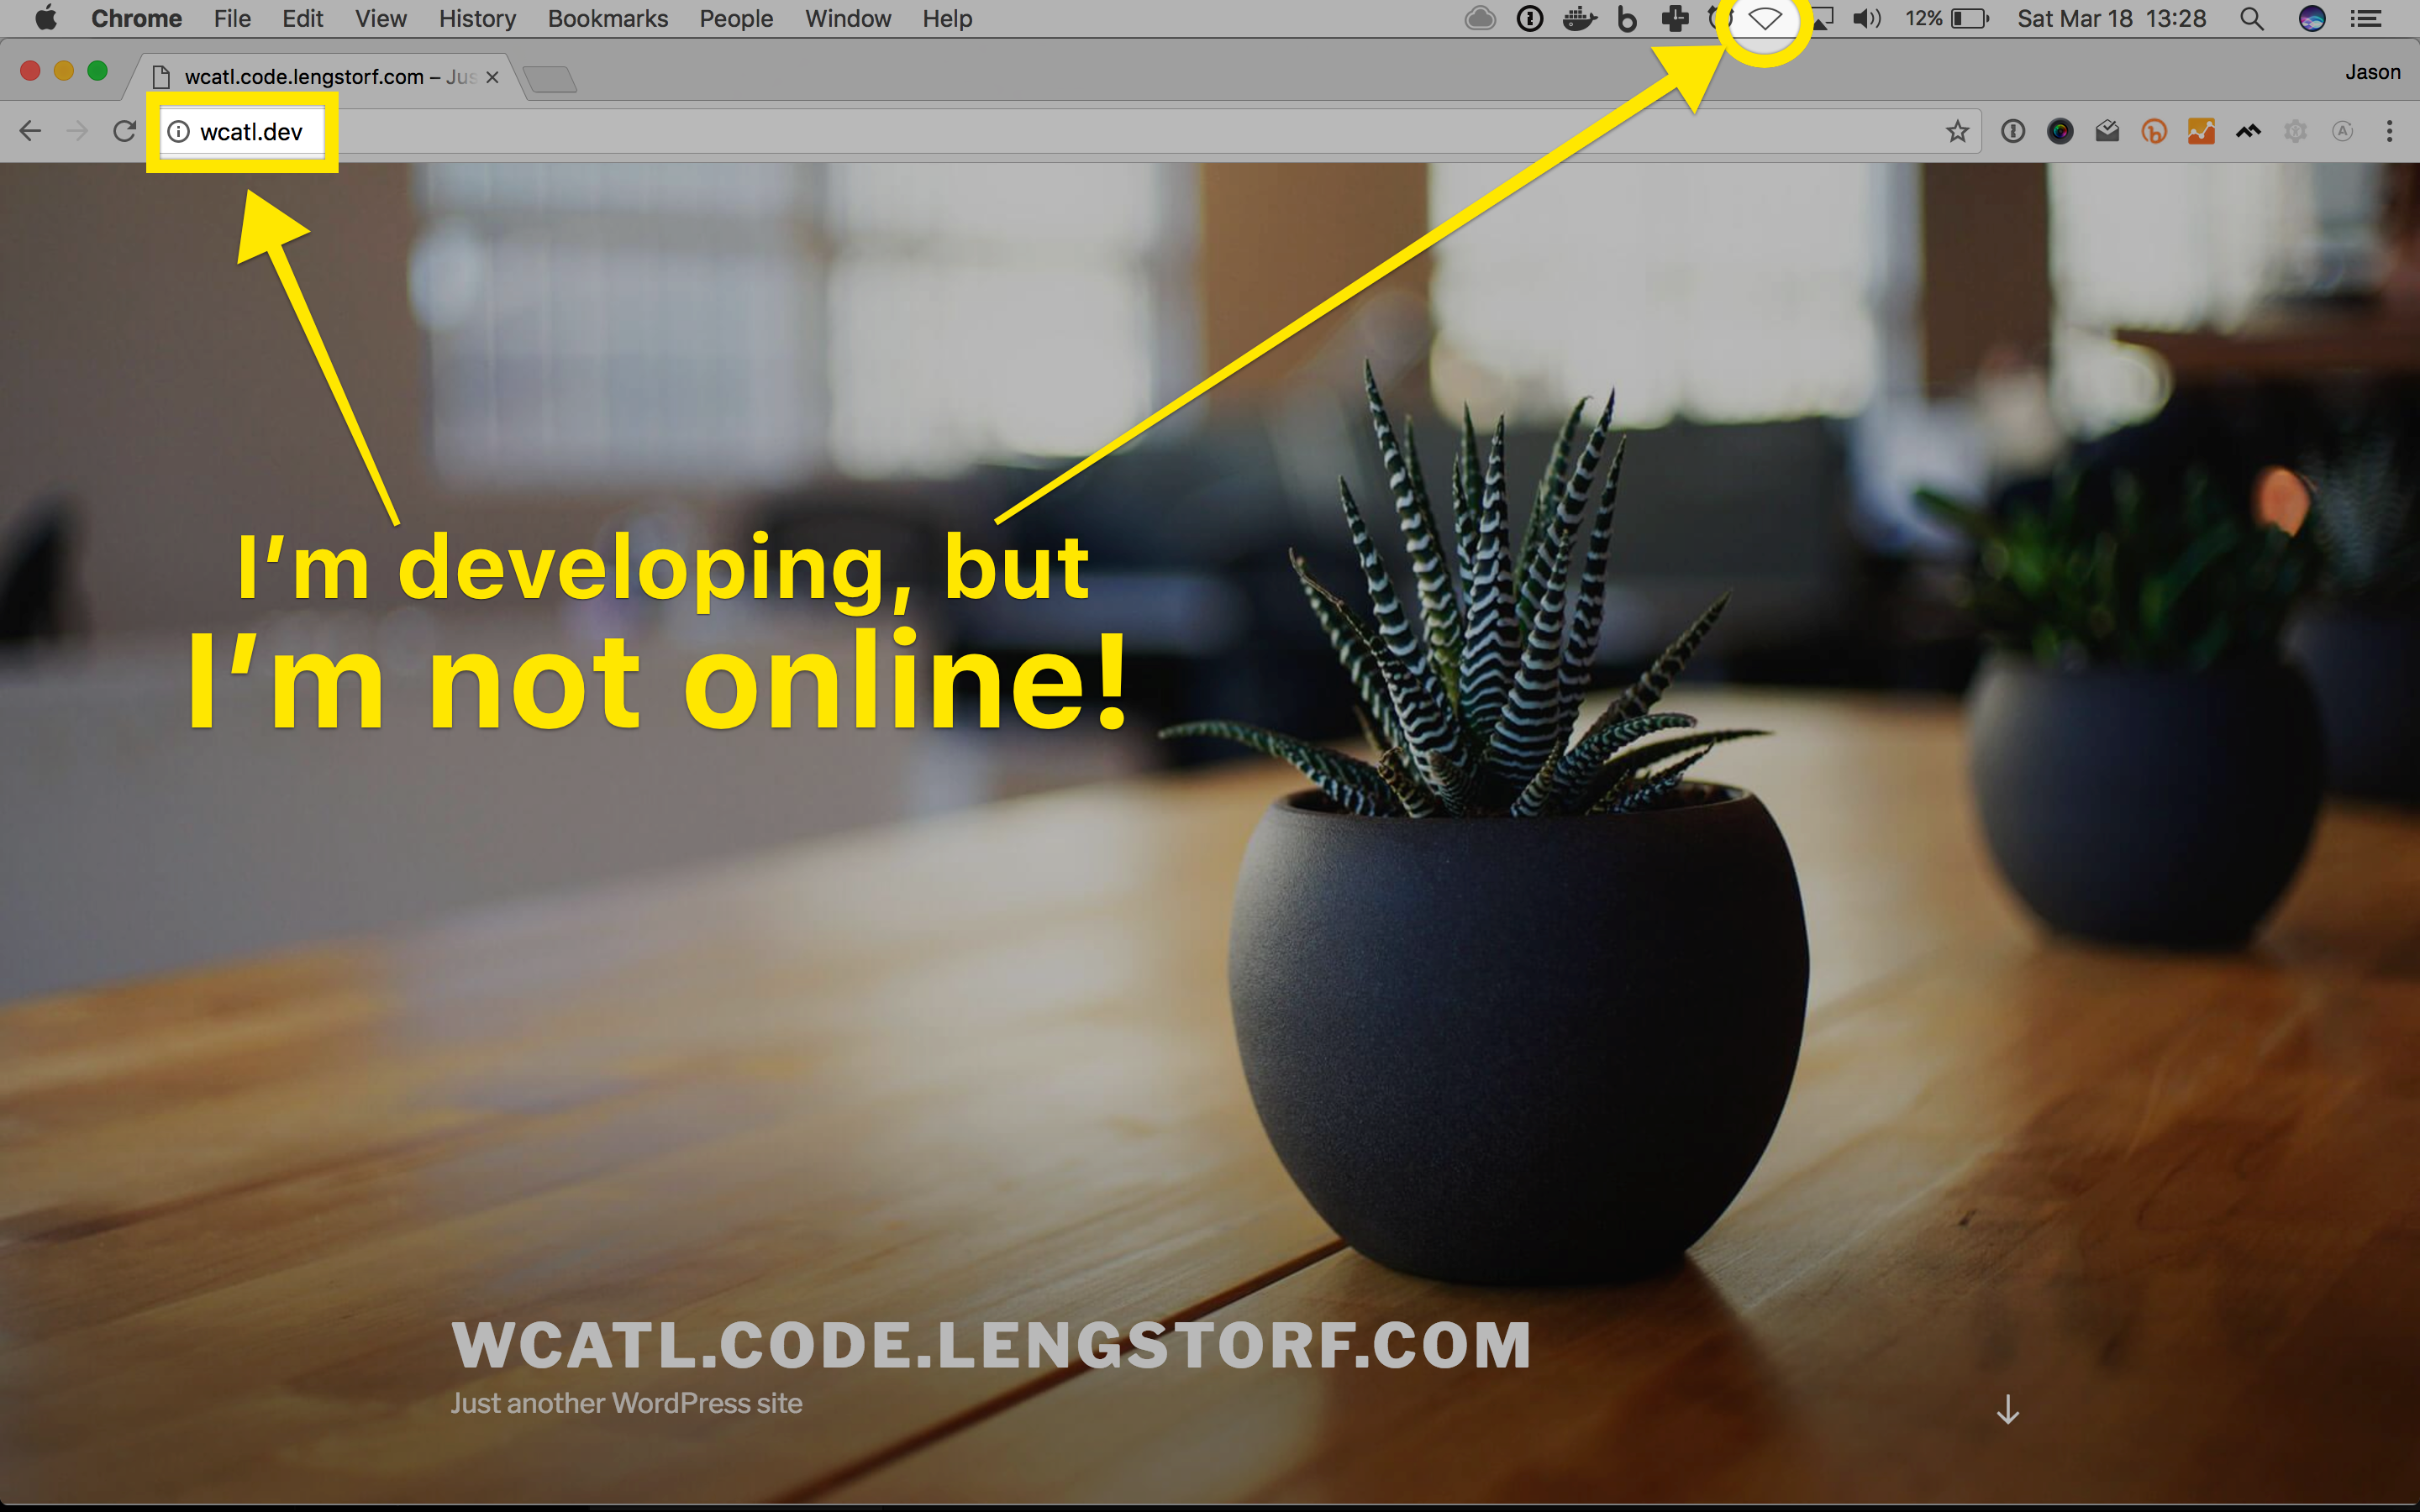 Chrome File Edit View History Bookmarks People Window Help 12% Sat Mar 18 13:28
wcatl.code.lengstorf.com – Jus
Jason
wcatl.dev
I’m developing, but
I’m not online!
WCATL.CODE.LENGSTORF.COM
Just another WordPress site